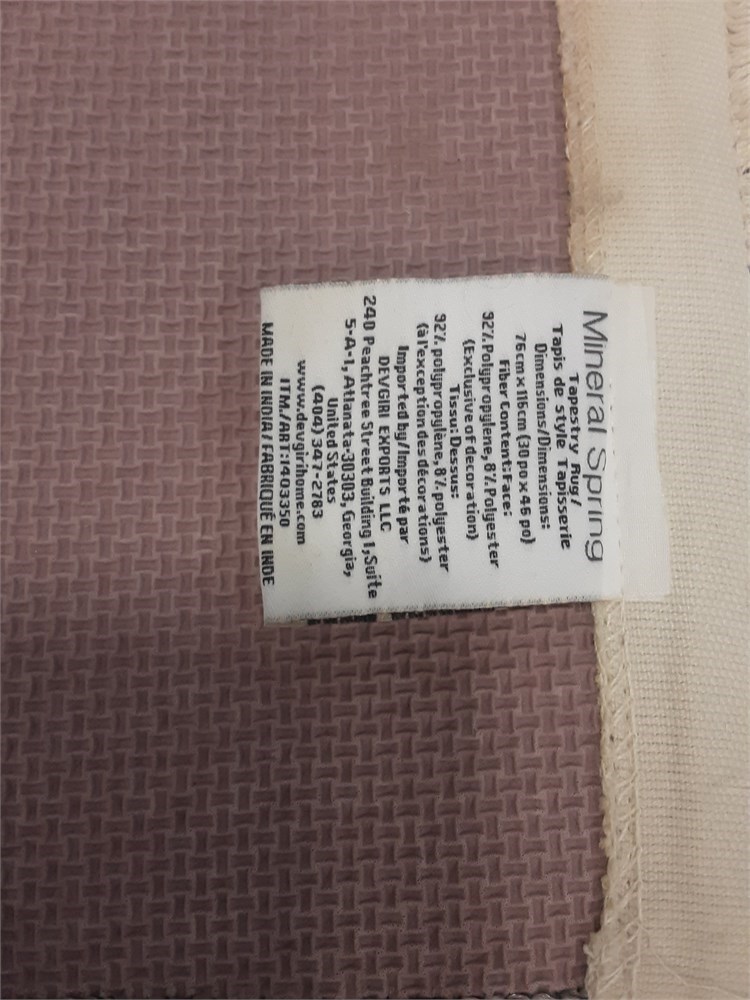 Mineral Spring
Tapestry Rug/
Tapis de Style Tapisserie
Dimensions/Dimensions:
76cm x 116cm (30 po x 46 po)
Fiber Content: Face:
92% Polypropylene, 8% Polyester
(Exclusive of decoration)
Tissu: Dessus:
92% polypropylène, 8% polyester
(à l'exception des décorations)
Imported by/Importé par
DEVGIRI EXPORTS LLC
240 Peachtree Street Building 1, Suite
5-A-1, Atlanata-30303, Georgia,
United States
(404) 347-2783
www.devgirihome.com
ITM./ART:1403350
MADE IN INDIA / FABRIQUÉ EN INDE